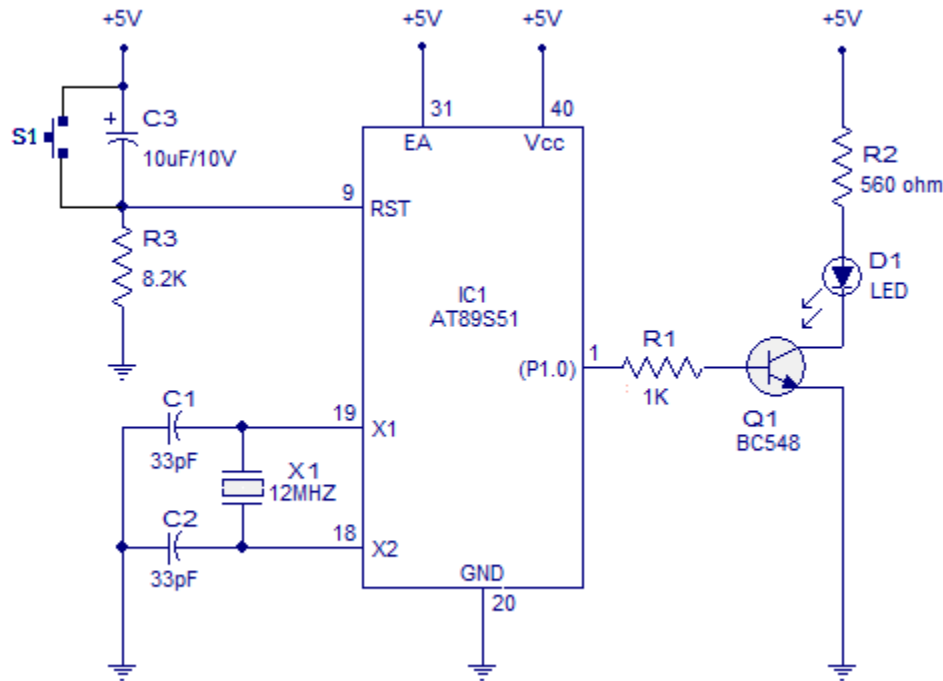 +5V
+5V
+5V
+5V
S1
+
C3
10uF/10V
31
40
EA
Vcc
R2
560 ohm
9
RST
R3
8.2K
D1
LED
IC1
AT89S51
(P1.0)
1
R1
1K
Q1
BC548
C1
33pF
19
X1
X1
12MHZ
C2
33pF
18
X2
GND
20